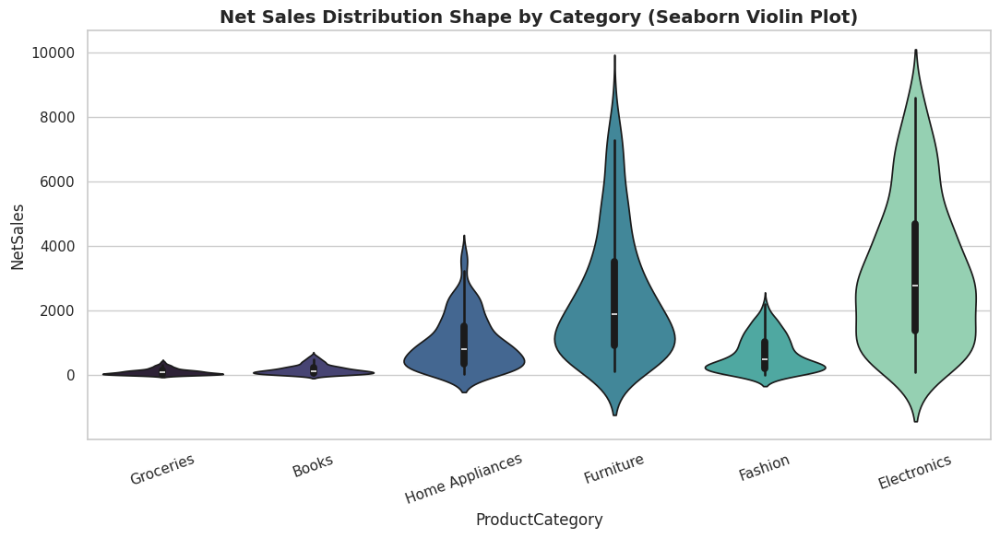 Net Sales Distribution Shape by Category (Seaborn Violin Plot)
NetSales
10000
8000
6000
4000
2000
0
Groceries
Books
Home Appliances
Furniture
Fashion
Electronics
ProductCategory